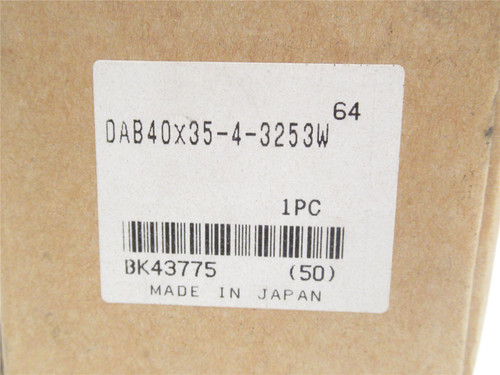 64
DAB40x35-4-3253W
1PC
BK43775 (50)
MADE IN JAPAN